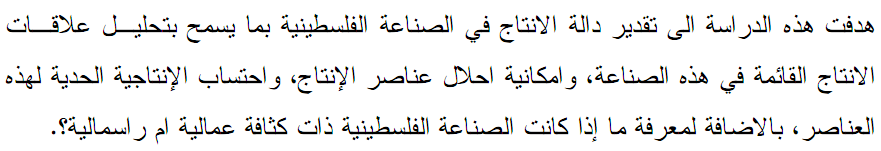 هدفت هذه الدراسة الى تقدير دالة الانتاج في الصناعة الفلسطينية بما يسمح بتحليل علاقات
الانتاج القائمة في هذه الصناعة، وامكانية احلال عناصر الإنتاج، واحتساب الإنتاجية الحدية لهذه
العناصر، بالاضافة لمعرفة ما إذا كانت الصناعة الفلسطينية ذات كثافة عمالية ام راسمالية؟.